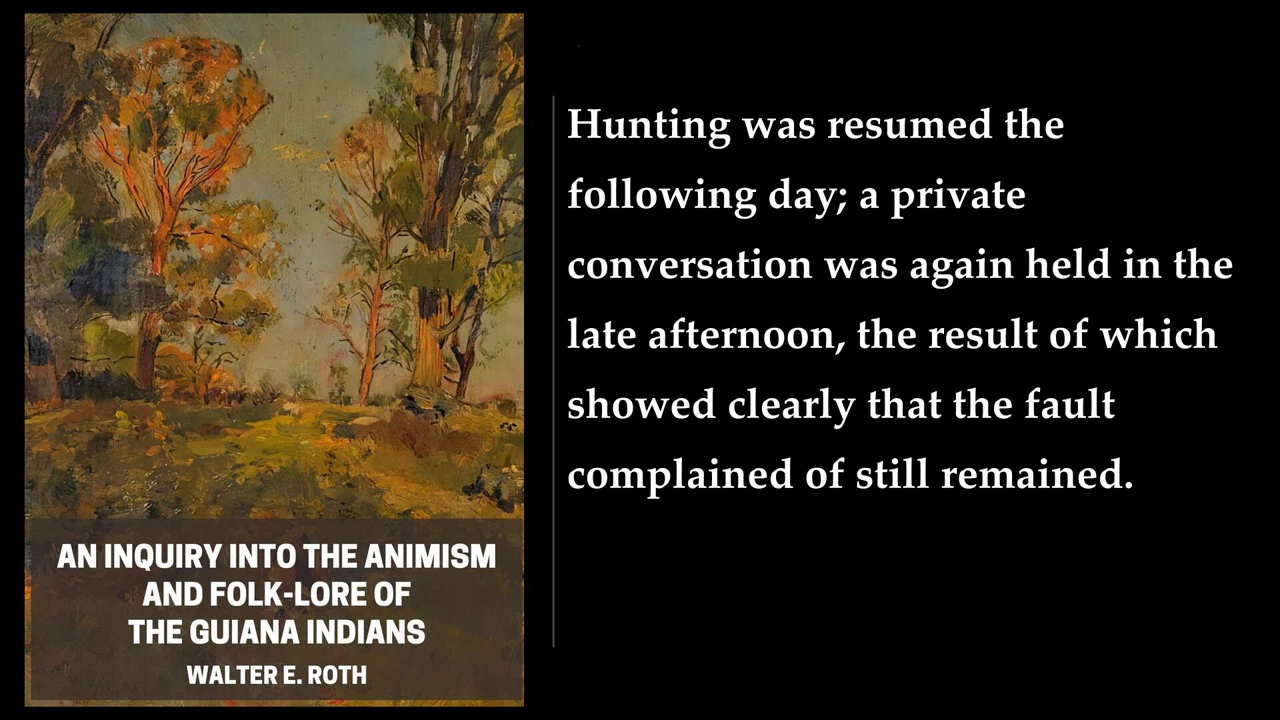 Hunting was resumed the
following day; a private
conversation was again held in the
late afternoon, the result of which
showed clearly that the fault
complained of still remained.
AN INQUIRY INTO THE ANIMISM
AND FOLK-LORE OF
THE GUIANA INDIANS
WALTER E. ROTH